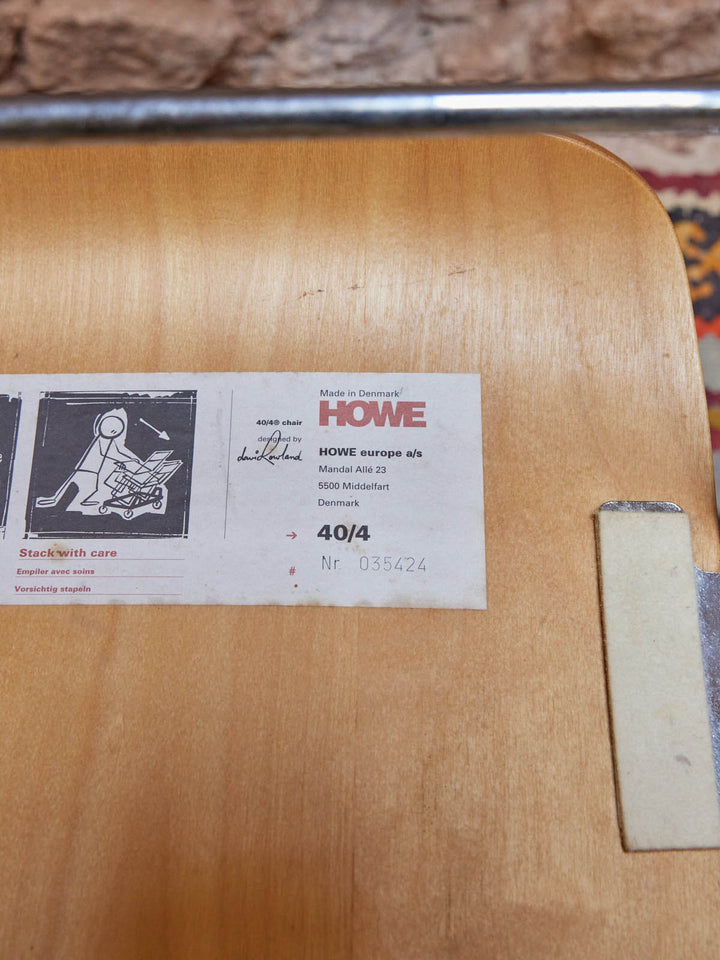 Stack with care
Empiler avec soins
Vorsichtig stapeln
40/4® chair
designed by
david Rowland
Made in Denmark
HOWE
HOWE europe a/s
Mandal Allé 23
5500 Middelfart
Denmark
→ 40/4
# Nr 035424